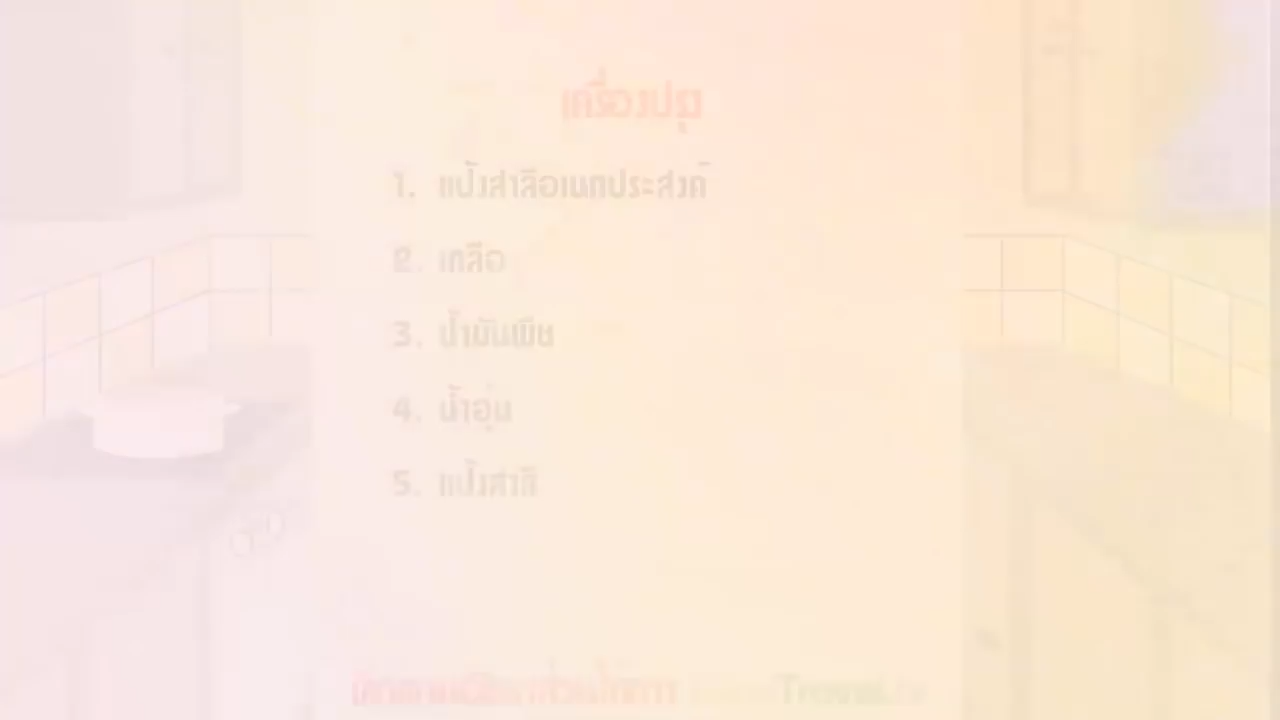 เครื่องปรุง
1. แป้งสาลีอเนกประสงค์
2. เกลือ
3. น้ำมันพืช
4. น้ำอุ่น
5. แป้งสาลี